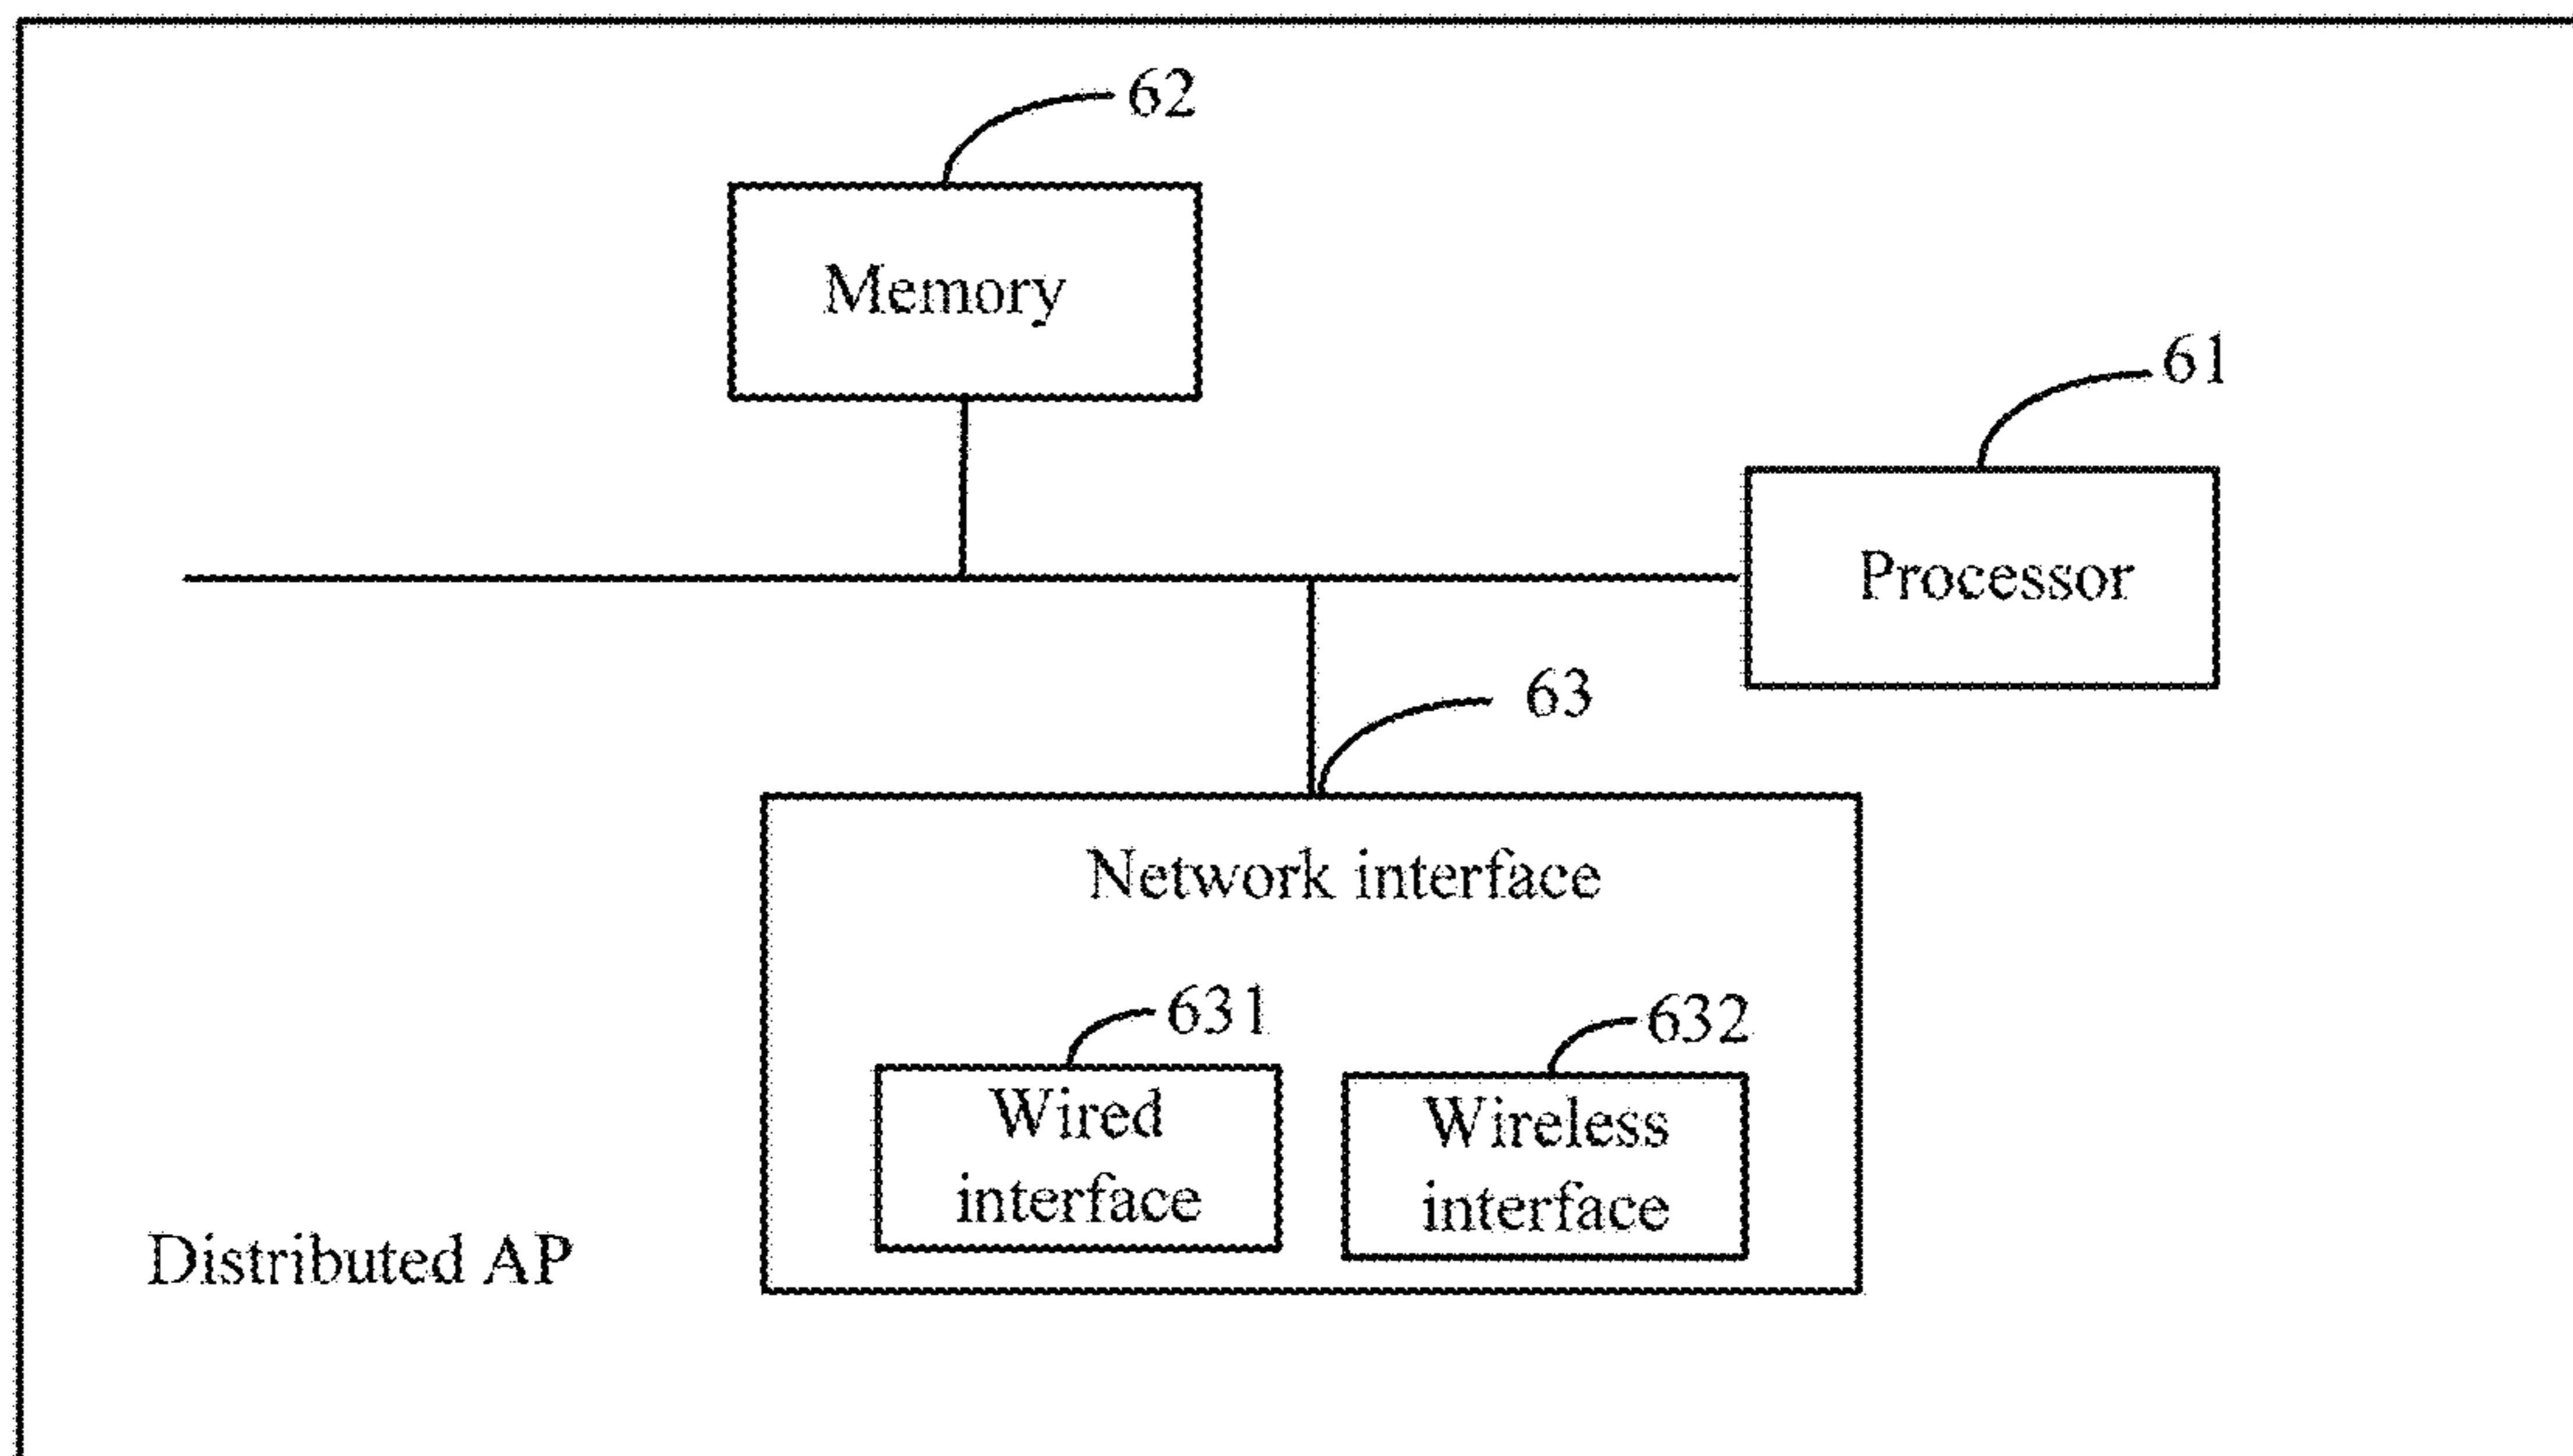 62
Memory
61
Processor
63
Network interface
631
632
Wired
interface
Wireless
interface
Distributed AP